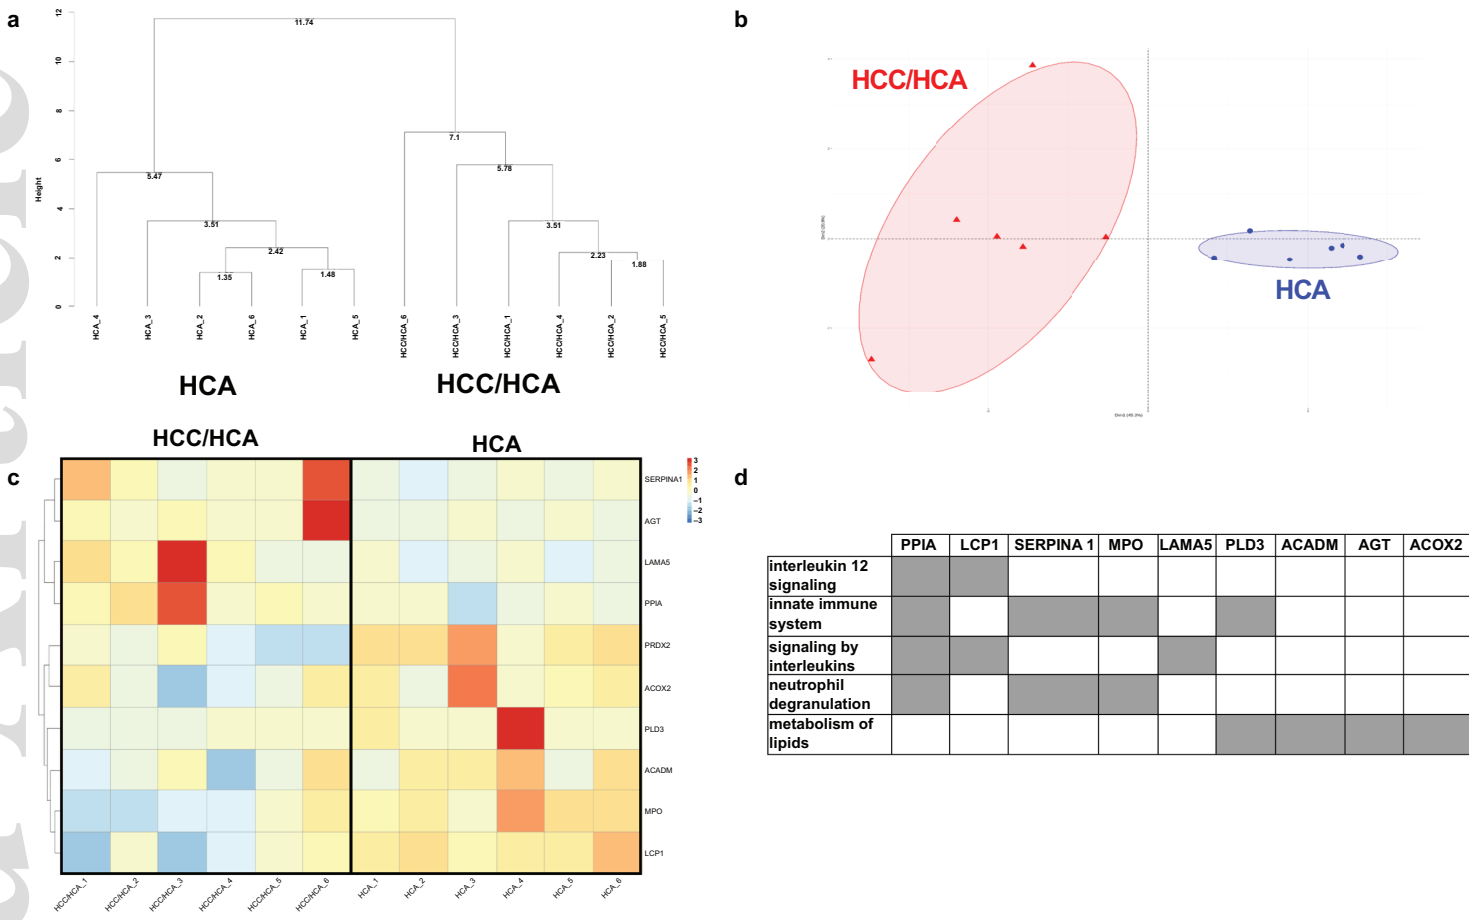 a
12
10
8
6
4
2
0
Height
11.74
7.1
5.78
5.47
3.51
3.51
2.42
2.23
1.88
1.35
1.48
HCA_4
HCA_3
HCA_2
HCA_6
HCA_1
HCA_5
HCC/HCA_6
HCC/HCA_3
HCC/HCA_1
HCC/HCA_4
HCC/HCA_2
HCC/HCA_5
HCA
HCC/HCA
b
HCC/HCA
HCA
c
HCC/HCA
HCA
SERPINA1
AGT
LAMA5
PPIA
PRDX2
ACOX2
PLD3
ACADM
MPO
LCP1
3
2
1
0
−1
−2
−3
HCC/HCA_1
HCC/HCA_2
HCC/HCA_3
HCC/HCA_4
HCC/HCA_5
HCC/HCA_6
HCA_1
HCA_2
HCA_3
HCA_4
HCA_5
HCA_6
d
PPIA LCP1 SERPINA 1 MPO LAMA5 PLD3 ACADM AGT ACOX2
interleukin 12
signaling
innate immune
system
signaling by
interleukins
neutrophil
degranulation
metabolism of
lipids